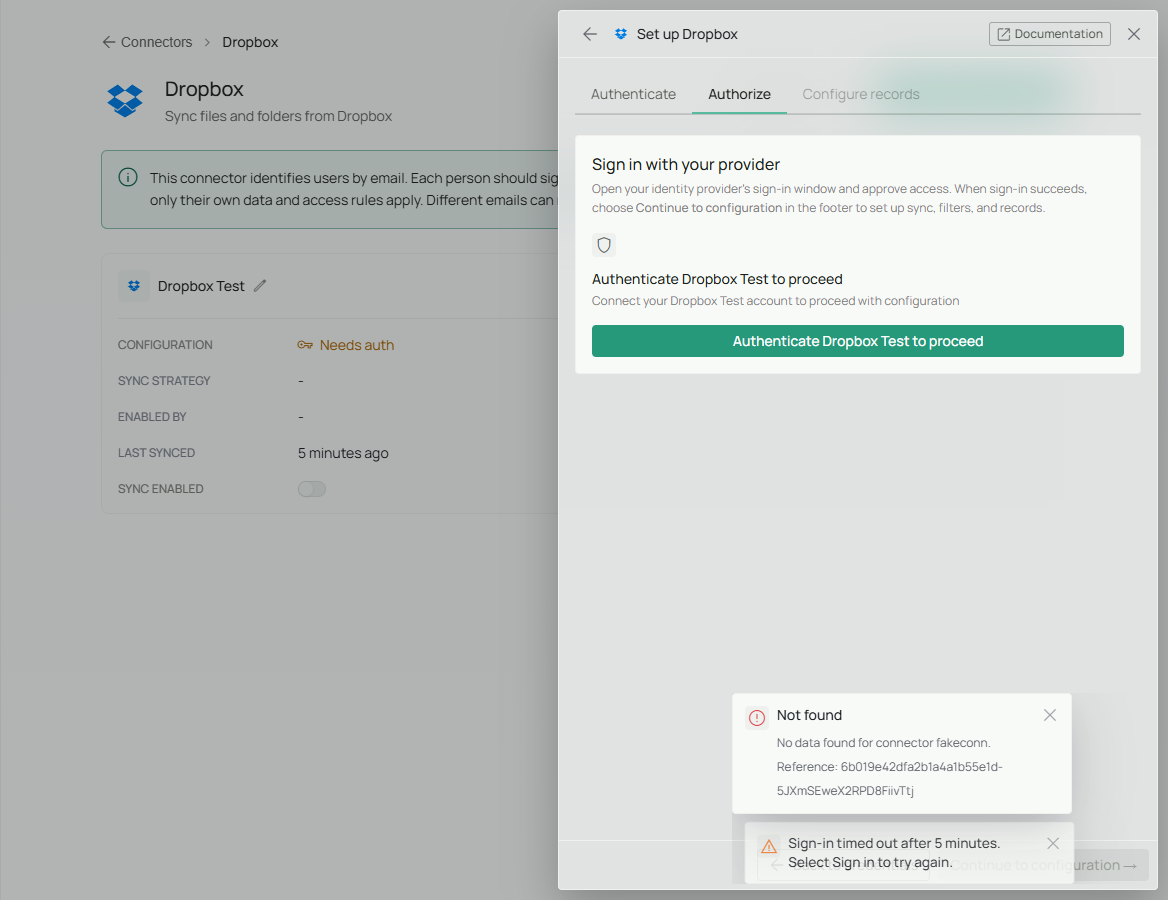 Connectors > Dropbox
Dropbox
Sync files and folders from Dropbox
This connector identifies users by email. Each person should sig
only their own data and access rules apply. Different emails can
Dropbox Test
CONFIGURATION Needs auth
SYNC STRATEGY -
ENABLED BY -
LAST SYNCED 5 minutes ago
SYNC ENABLED
Set up Dropbox
Documentation
Authenticate Authorize Configure records
Sign in with your provider
Open your identity provider's sign-in window and approve access. When sign-in succeeds,
choose Continue to configuration in the footer to set up sync, filters, and records.
Authenticate Dropbox Test to proceed
Connect your Dropbox Test account to proceed with configuration
Authenticate Dropbox Test to proceed
Not found
No data found for connector fakeconn.
Reference: 6b019e42dfa2b1a4a1b55e1d-
5JXmSEweX2RPD8FiivTtj
Sign-in timed out after 5 minutes.
Select Sign in to try again.
Continue to configuration →